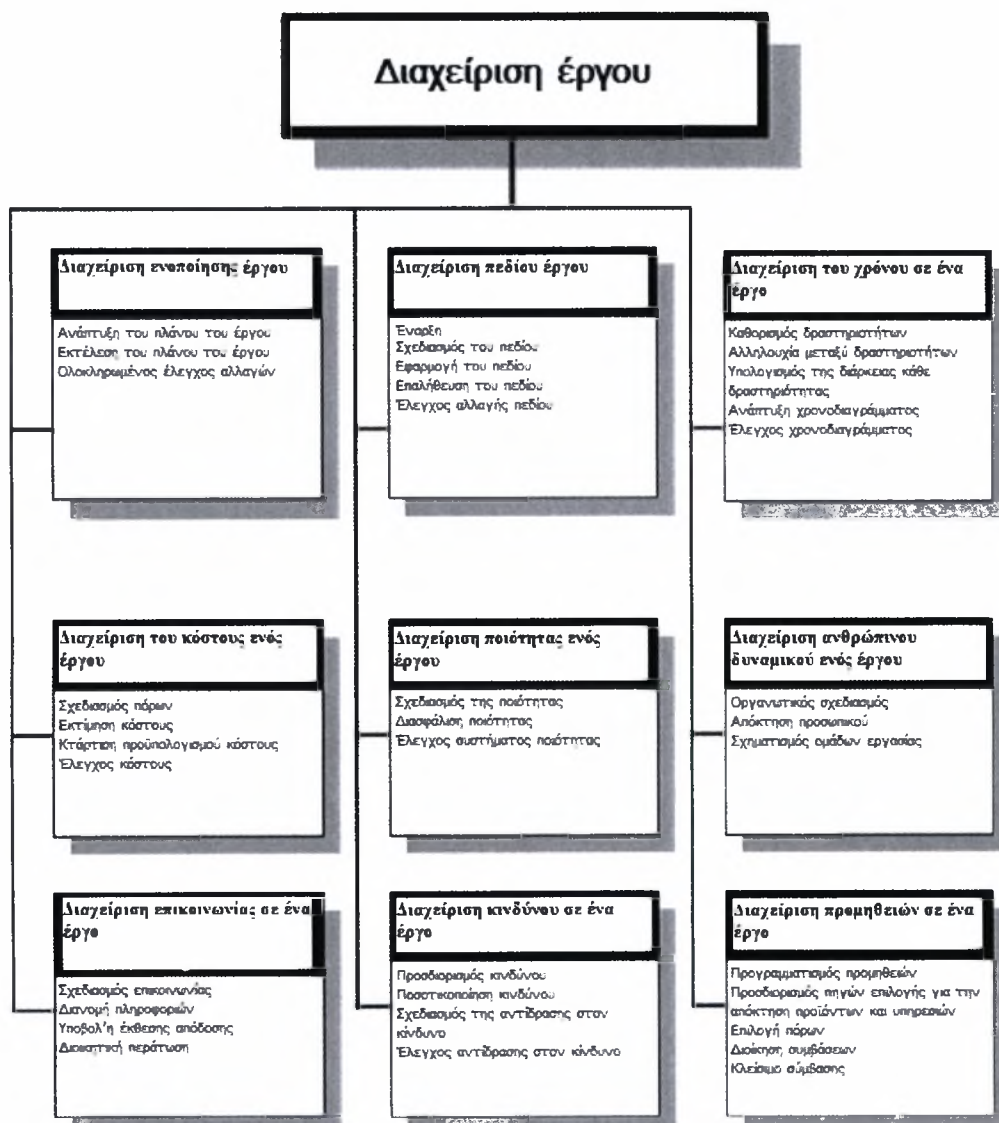 Διαχείριση έργου
Διαχείριση ενοποίησης έργου
Ανάπτυξη του πλάνου του έργου
Εκτέλεση του πλάνου του έργου
Ολοκληρωμένος έλεγχος αλλαγών
Διαχείριση πεδίου έργου
Έναρξη
Σχεδιασμός του πεδίου
Εφαρμογή του πεδίου
Επαλήθευση του πεδίου
Έλεγχος αλλαγής πεδίου
Διαχείριση του χρόνου σε ένα
έργο
Καθορισμός δραστηριοτήτων
Αλληλουχία μεταξύ δραστηριοτήτων
Υπολογισμός της διάρκειας κάθε
δραστηριότητας
Ανάπτυξη χρονοδιαγράμματος
Έλεγχος χρονοδιαγράμματος
Διαχείριση του κόστους ενός
έργου
Σχεδιασμός πόρων
Εκτίμηση κόστους
Κτάρτιση προϋπολογισμού κόστους
Έλεγχος κόστους
Διαχείριση ποιότητας ενός
έργου
Σχεδιασμός της ποιότητας
Διασφάλιση ποιότητας
Έλεγχος συστήματος ποιότητας
Διαχείριση ανθρώπινου
δυναμικού ενός έργου
Οργανωτικός σχεδιασμός
Απόκτηση προσωπικού
Σχηματισμός ομάδων εργασίας
Διαχείριση επικοινωνίας σε ένα
έργο
Σχεδιασμός επικοινωνίας
Διανομή πληροφοριών
Υποβολ'η έκθεσης απόδοσης
Διοικητική περάτωση
Διαχείριση κινδύνου σε ένα
έργο
Προσδιορισμός κινδύνου
Ποσοτικοποίηση κινδύνου
Σχεδιασμός της αντίδρασης στον
κίνδυνο
Έλεγχος αντίδρασης στον κίνδυνο
Διαχείριση προμηθειών σε ένα
έργο
Προγραμματισμός προμηθειών
Προσδιορισμός πηγών επιλογής για την
απόκτηση προϊόντων και υπηρεσιών
Επιλογή πόρων
Διοίκηση συμβάσεων
Κλείσιμο σύμβασης